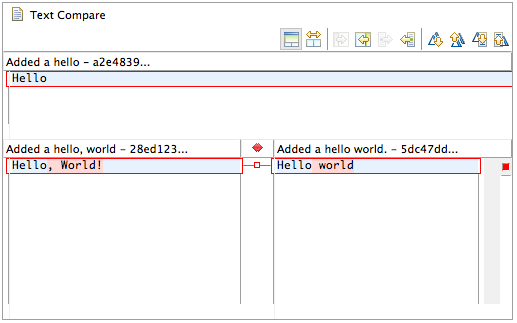 Text Compare
Added a hello – a2e4839...
Hello
Added a hello, world – 28ed123...
Added a hello world. – 5dc47dd...
Hello, World!
Hello world